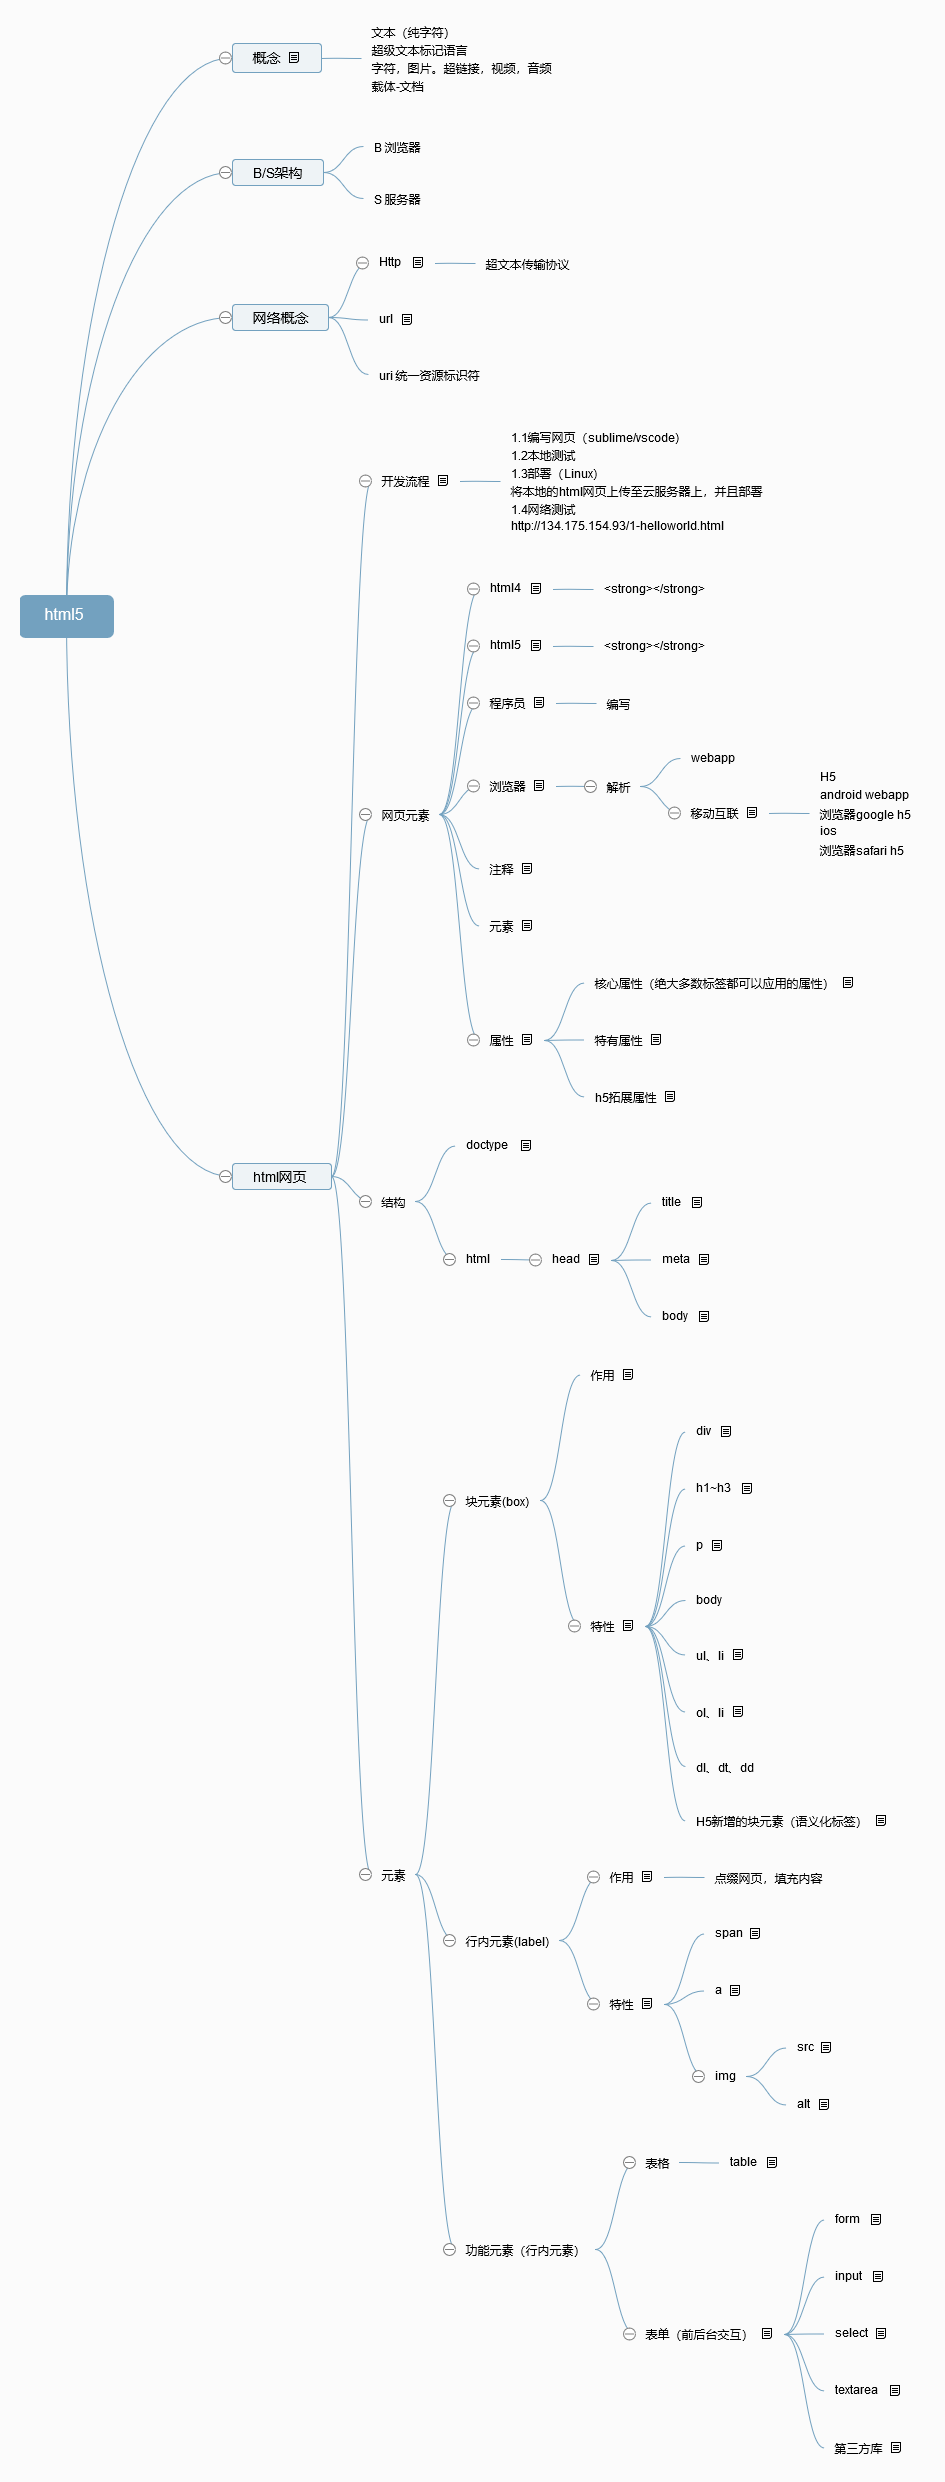 文本（纯字符）
超级文本标记语言
字符，图片。超链接，视频，音频
载体-文档
概念
B 浏览器
B/S架构
S 服务器
Http
超文本传输协议
网络概念
url
uri 统一资源标识符
1.1编写网页（sublime/vscode）
1.2本地测试
1.3部署（Linux）
将本地的html网页上传至云服务器上，并且部署
1.4网络测试
http://134.175.154.93/1-helloworld.html
开发流程
html4
<strong></strong>
html5
html5
<strong></strong>
程序员
编写
浏览器
解析
webapp
移动互联
H5
android webapp
浏览器google h5
ios
浏览器safari h5
网页元素
注释
元素
核心属性（绝大多数标签都可以应用的属性）
属性
特有属性
h5拓展属性
html网页
doctype
结构
html
head
title
meta
body
作用
块元素(box)
div
h1~h3
p
body
特性
ul、li
ol、li
dl、dt、dd
H5新增的块元素（语义化标签）
元素
作用
点缀网页，填充内容
行内元素(label)
span
特性
a
img
src
alt
表格
table
功能元素（行内元素）
form
input
表单（前后台交互）
select
textarea
第三方库